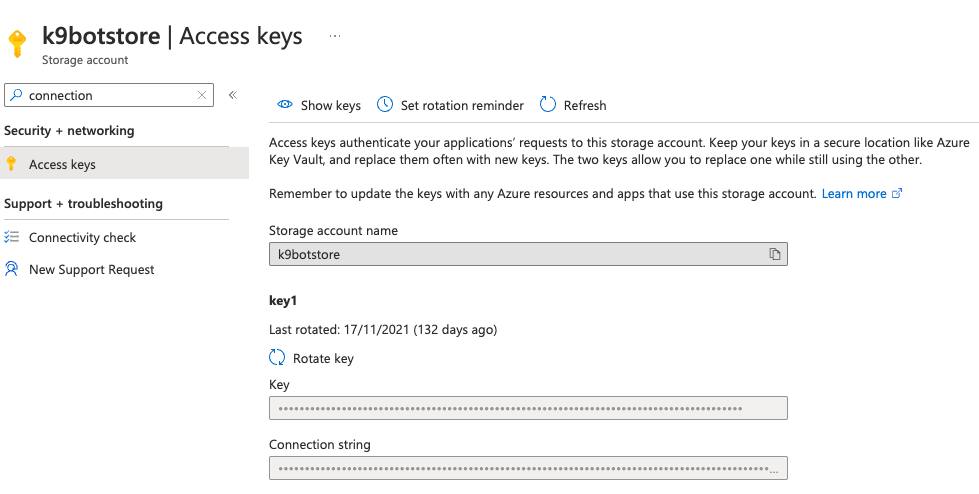 k9botstore | Access keys ...
Storage account
connection
Security + networking
Access keys
Support + troubleshooting
Connectivity check
New Support Request
Show keys
Set rotation reminder
Refresh
Access keys authenticate your applications’ requests to this storage account. Keep your keys in a secure location like Azure
Key Vault, and replace them often with new keys. The two keys allow you to replace one while still using the other.
Remember to update the keys with any Azure resources and apps that use this storage account. Learn more
Storage account name
k9botstore
key1
Last rotated: 17/11/2021 (132 days ago)
Rotate key
Key
Connection string